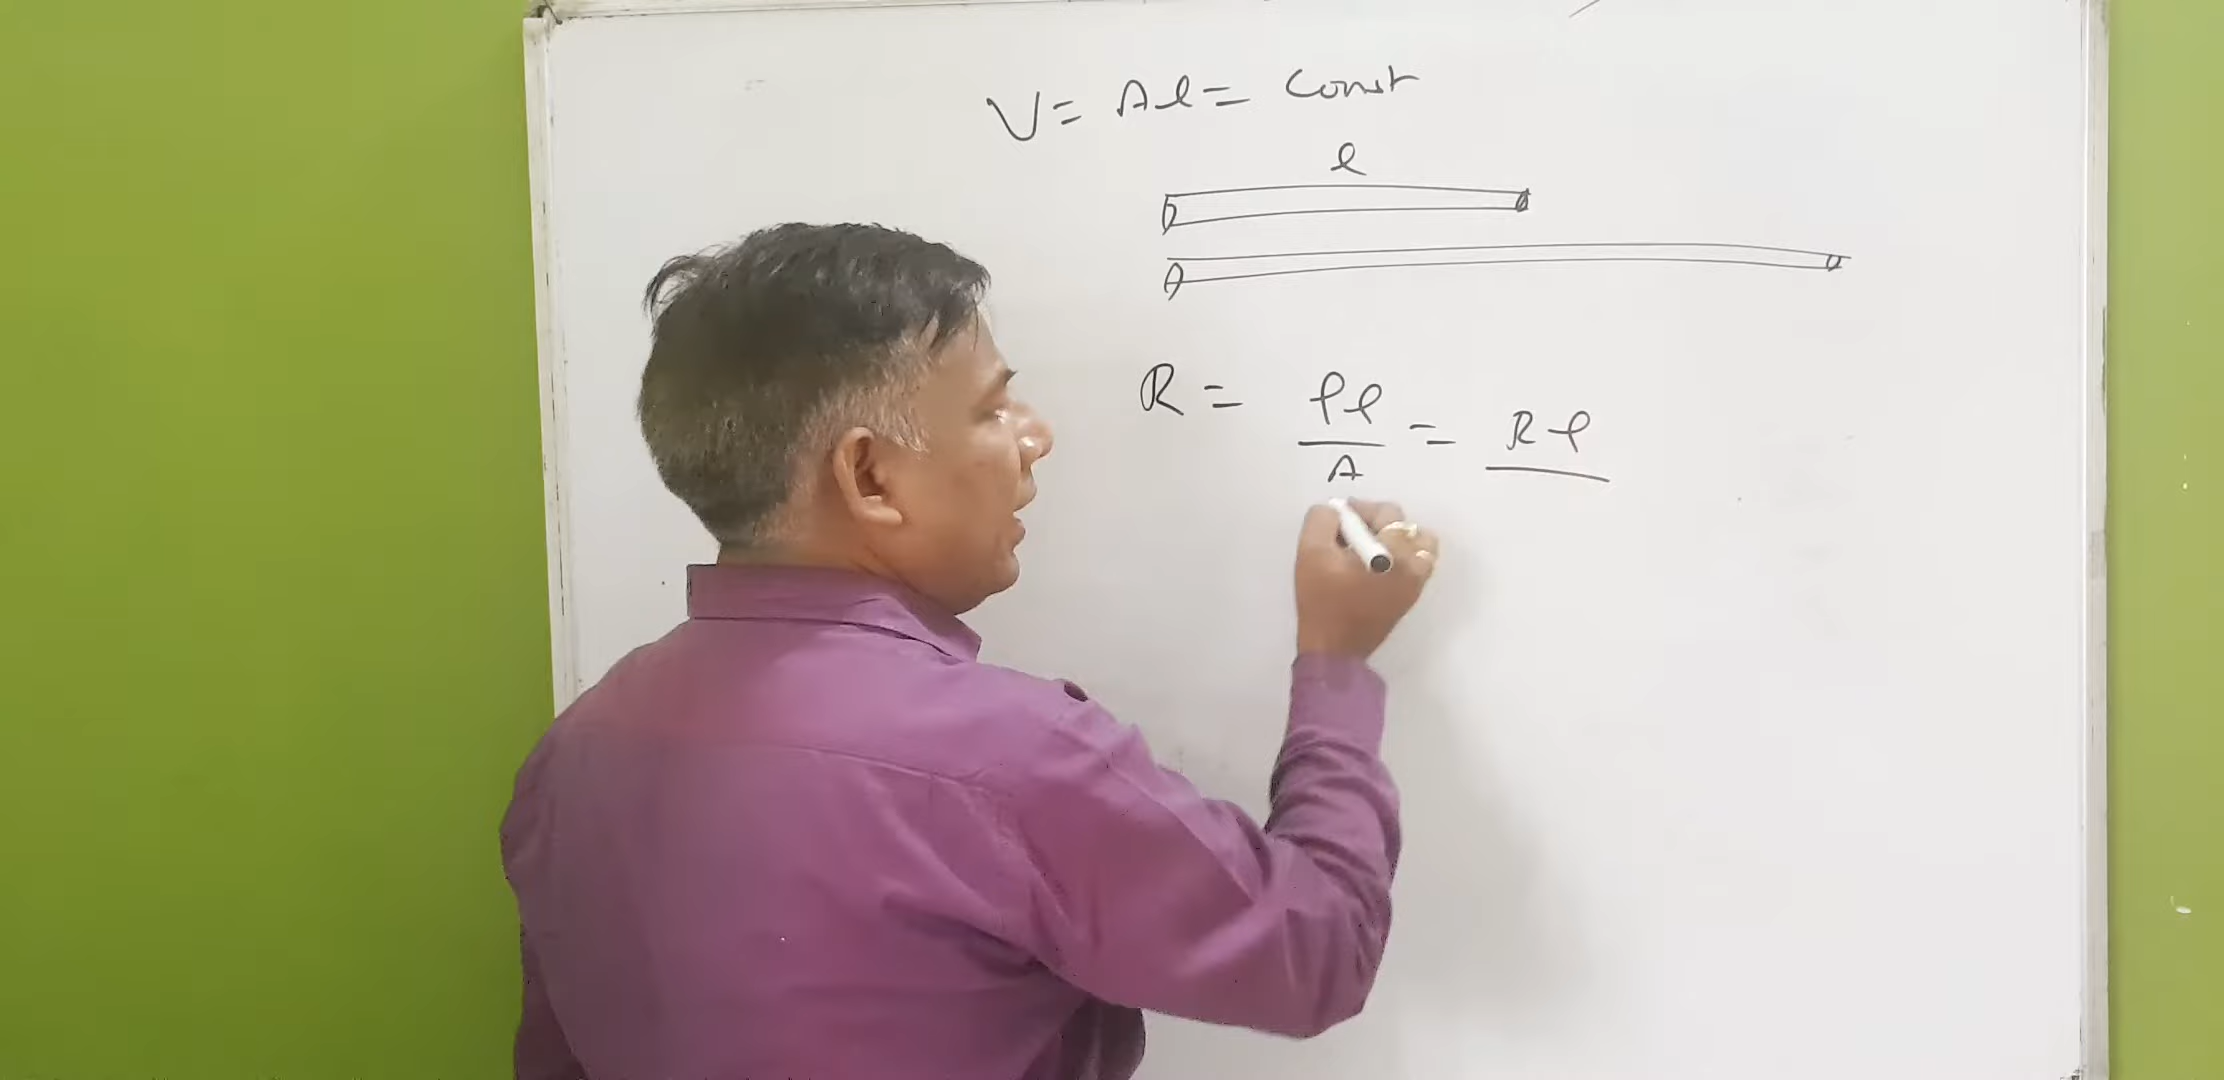 V = Al = Const
l
R = ρl/A = Rl